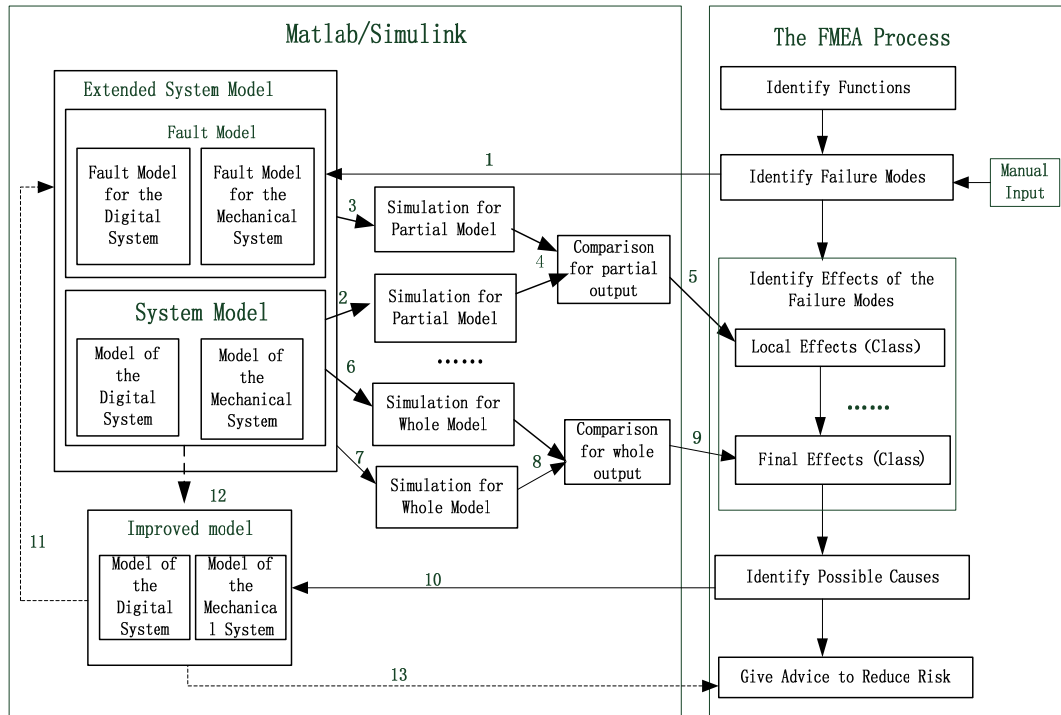 Matlab/Simulink
Extended System Model
Fault Model
Fault Model
for the
Digital
System
Fault Model
for the
Mechanical
System
System Model
Model of
the
Digital
System
Model of
the
Mechanical
System
1
3
Simulation for
Partial Model
2
Simulation for
Partial Model
4
Comparison
for partial
output
5
......
6
Simulation for
Whole Model
7
Simulation for
Whole Model
8
Comparison
for whole
output
9
12
11
Improved model
Model of
the
Digital
System
Model of
the
Mechanica
l System
10
13
The FMEA Process
Identify Functions
Identify Failure Modes
Manual
Input
Identify Effects of the
Failure Modes
Local Effects (Class)
......
Final Effects (Class)
Identify Possible Causes
Give Advice to Reduce Risk